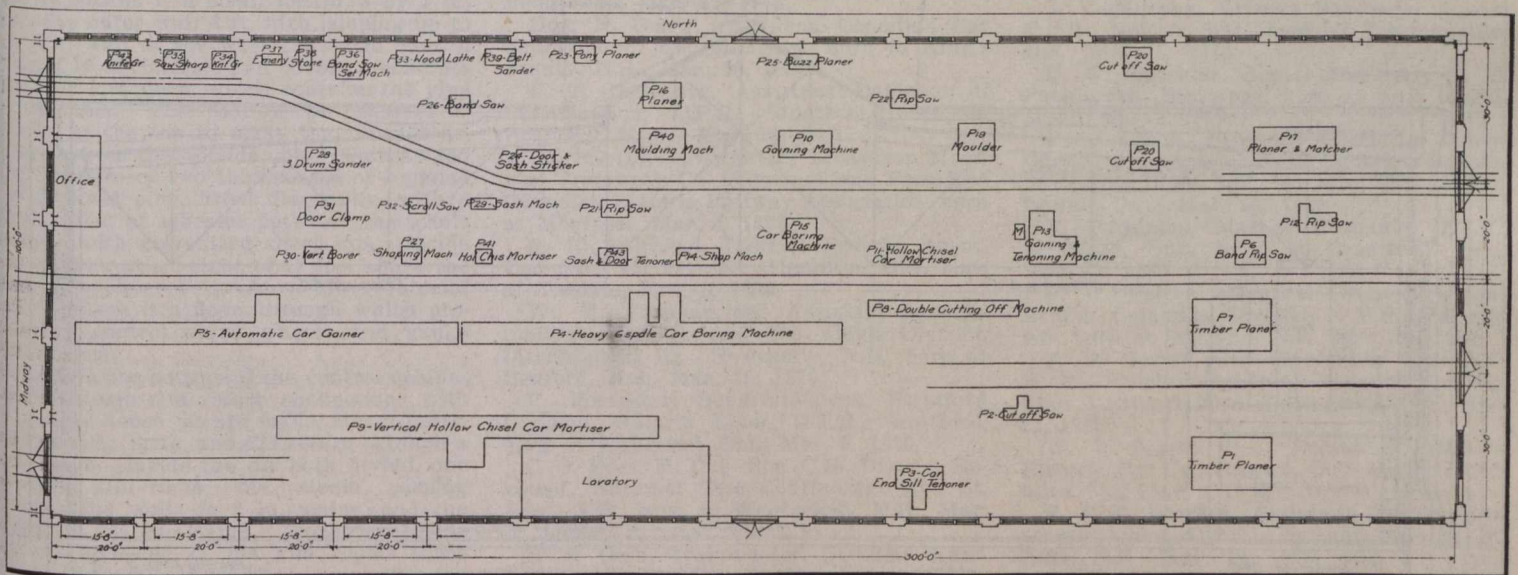 North
P42
Knife Gr
P35
Saw Sharp
P34
Knf Gr
P37
Emery
P38
Stone
P36
Band Saw
Set Mach
P33-Wood Lathe
P39-Belt
Sander
P23-Pony Planer
P25-Buzz Planer
P20
Cut off Saw
P26-Band Saw
P16
Planer
P22-Rip Saw
P28
3 Drum Sander
P24-Door &
Sash Sticker
P40
Moulding Mach
P10
Gaining Machine
P19
Moulder
P20
Cut off Saw
P17
Planer & Matcher
Office
P31
Door Clamp
P32-Scroll Saw
P29-Sash Mach
P21-Rip Saw
P15
Car Boring
Machine
M
P13
Gaining &
Tenoning Machine
P12-Rip Saw
P30-Vert Borer
P27
Shaping Mach
P41
Hol Chis Mortiser
P43
Sash & Door Tenoner
P14-Shap Mach
P11-Hollow Chisel
Car Mortiser
P6
Band Rip Saw
P5-Automatic Car Gainer
P4-Heavy 6 spdle Car Boring Machine
P8-Double Cutting Off Machine
P7
Timber Planer
P2-Cut off Saw
P9-Vertical Hollow Chisel Car Mortiser
Lavatory
P3-Car
End Sill Tenoner
P1
Timber Planer
Midway
100'-0"
30'-0"
20'-0"
20'-0"
30'-0"
15'-8" 15'-8" 15'-8" 15'-8"
20'-0" 20'-0" 20'-0" 20'-0"
300'-0"